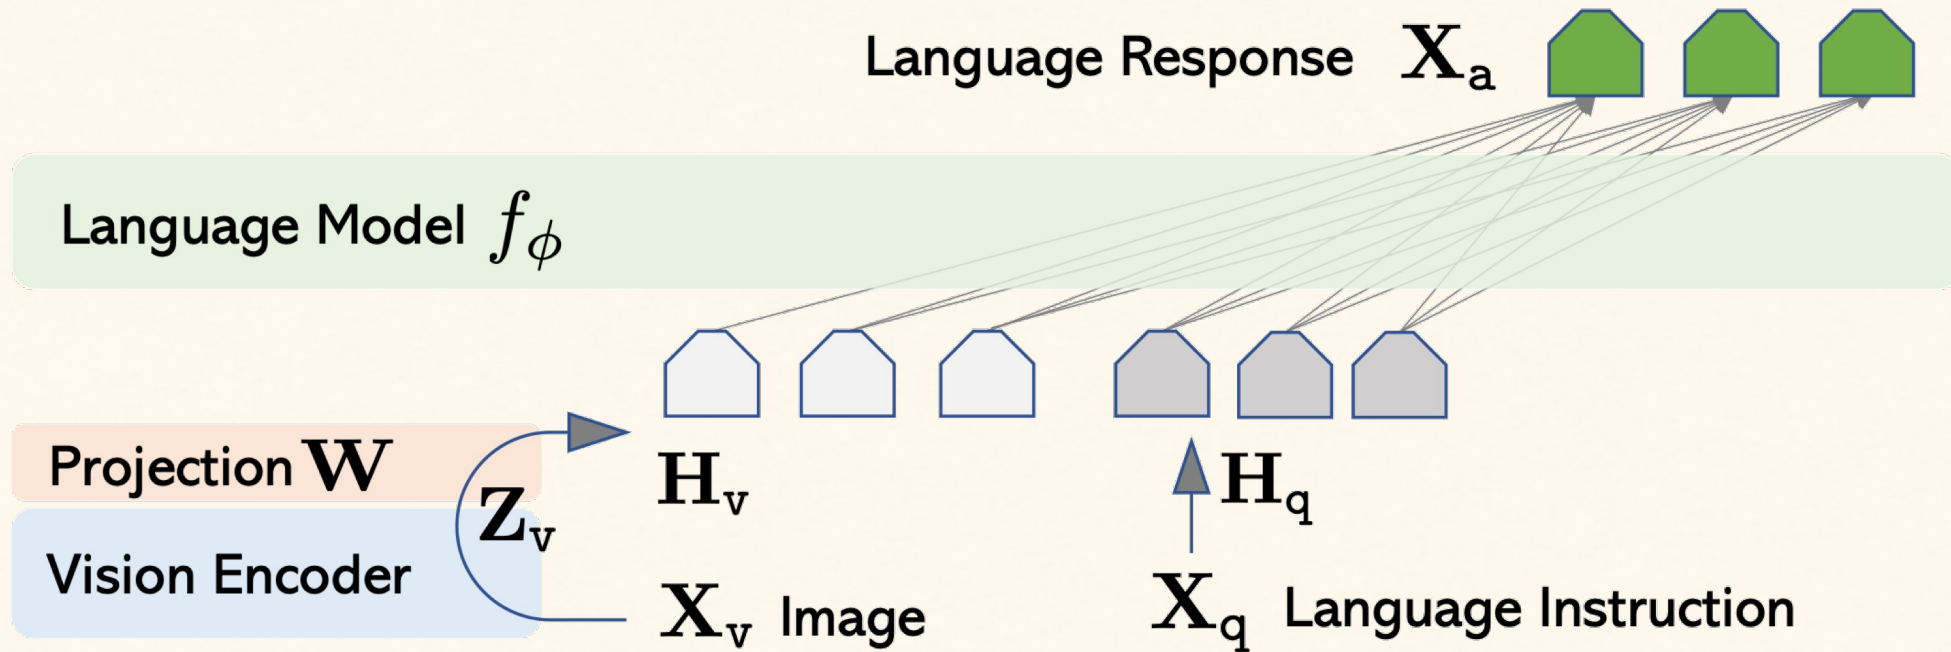 Language Response X_a
Language Model f_ϕ
Projection W
Z_v
H_v
H_q
Vision Encoder
X_v Image
X_q Language Instruction